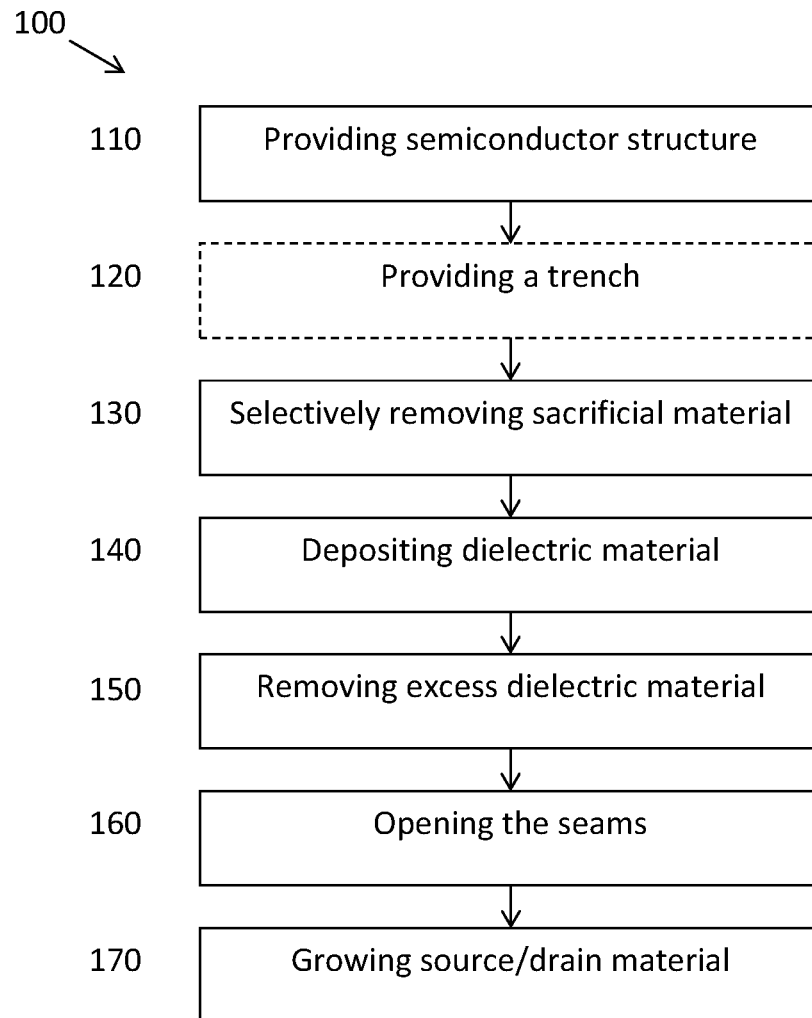 100
110 Providing semiconductor structure
120 Providing a trench
130 Selectively removing sacrificial material
140 Depositing dielectric material
150 Removing excess dielectric material
160 Opening the seams
170 Growing source/drain material